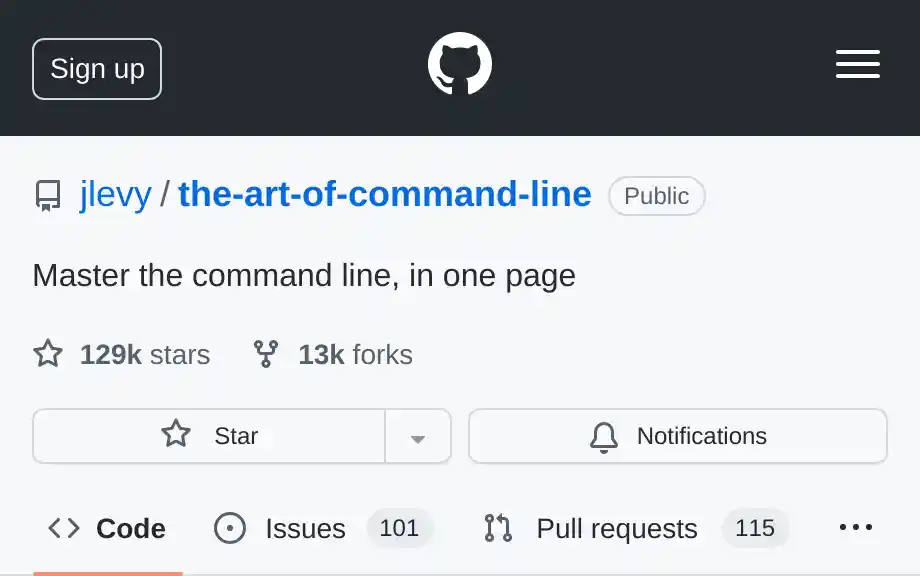 Sign up
jlevy / the-art-of-command-line Public
Master the command line, in one page
129k stars 13k forks
Star Notifications
Code Issues 101 Pull requests 115